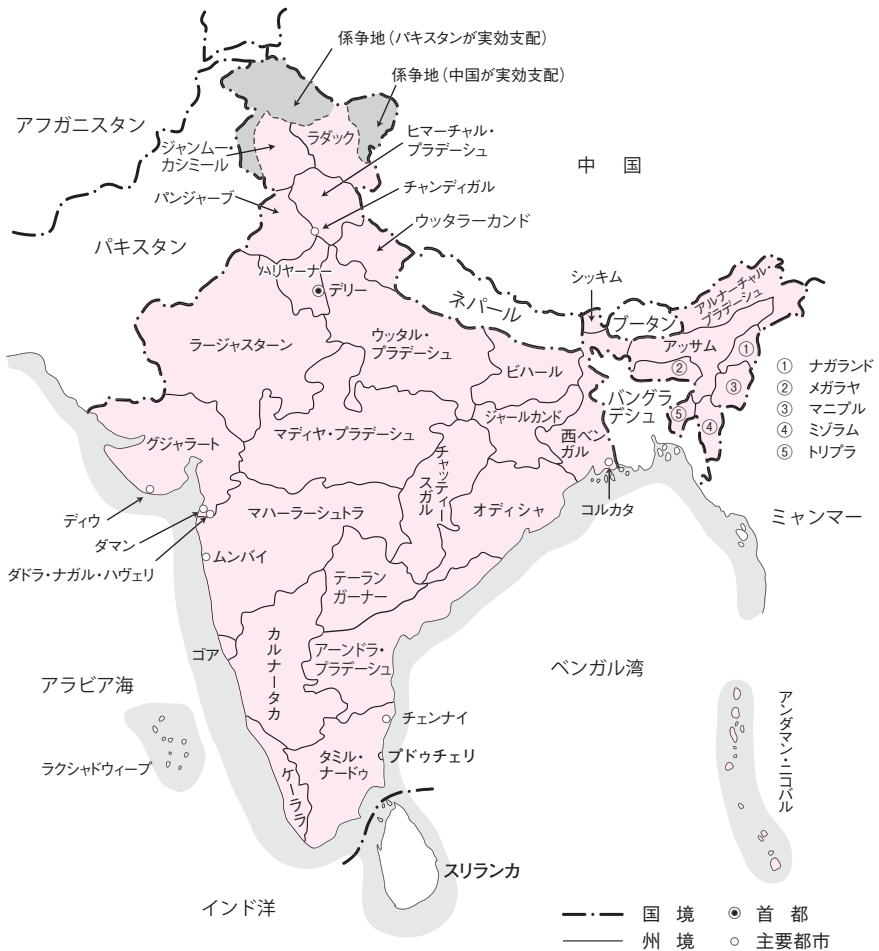 係争地（パキスタンが実効支配）
係争地（中国が実効支配）
アフガニスタン
ジャンムー・
カシミール
ラダック
ヒマーチャル・
プラデーシュ
中　国
パンジャーブ
チャンディガル
ウッタラーカンド
パキスタン
ハリヤーナー
デリー
ネパール
シッキム
ブータン
アルナーチャル・
プラデーシュ
ラージャスターン
ウッタル・
プラデーシュ
アッサム
①
②
③
④
⑤
① ナガランド
② メガラヤ
③ マニプル
④ ミゾラム
⑤ トリプラ
ビハール
バングラ
デシュ
グジャラート
マディヤ・プラデーシュ
ジャールカンド
西ベン
ガル
チャッティー
スガル
オディシャ
コルカタ
ミャンマー
ディウ
ダマン
ダドラ・ナガル・ハヴェリ
マハーラーシュトラ
ムンバイ
テーラン
ガーナー
ゴア
カルナータカ
アーンドラ・
プラデーシュ
ベンガル湾
アラビア海
チェンナイ
ラクシャドウィープ
タミル・
ナードゥ
プドゥチェリ
ケーララ
アンダマン・ニコバル
スリランカ
インド洋
国　境
首　都
州　境
主要都市